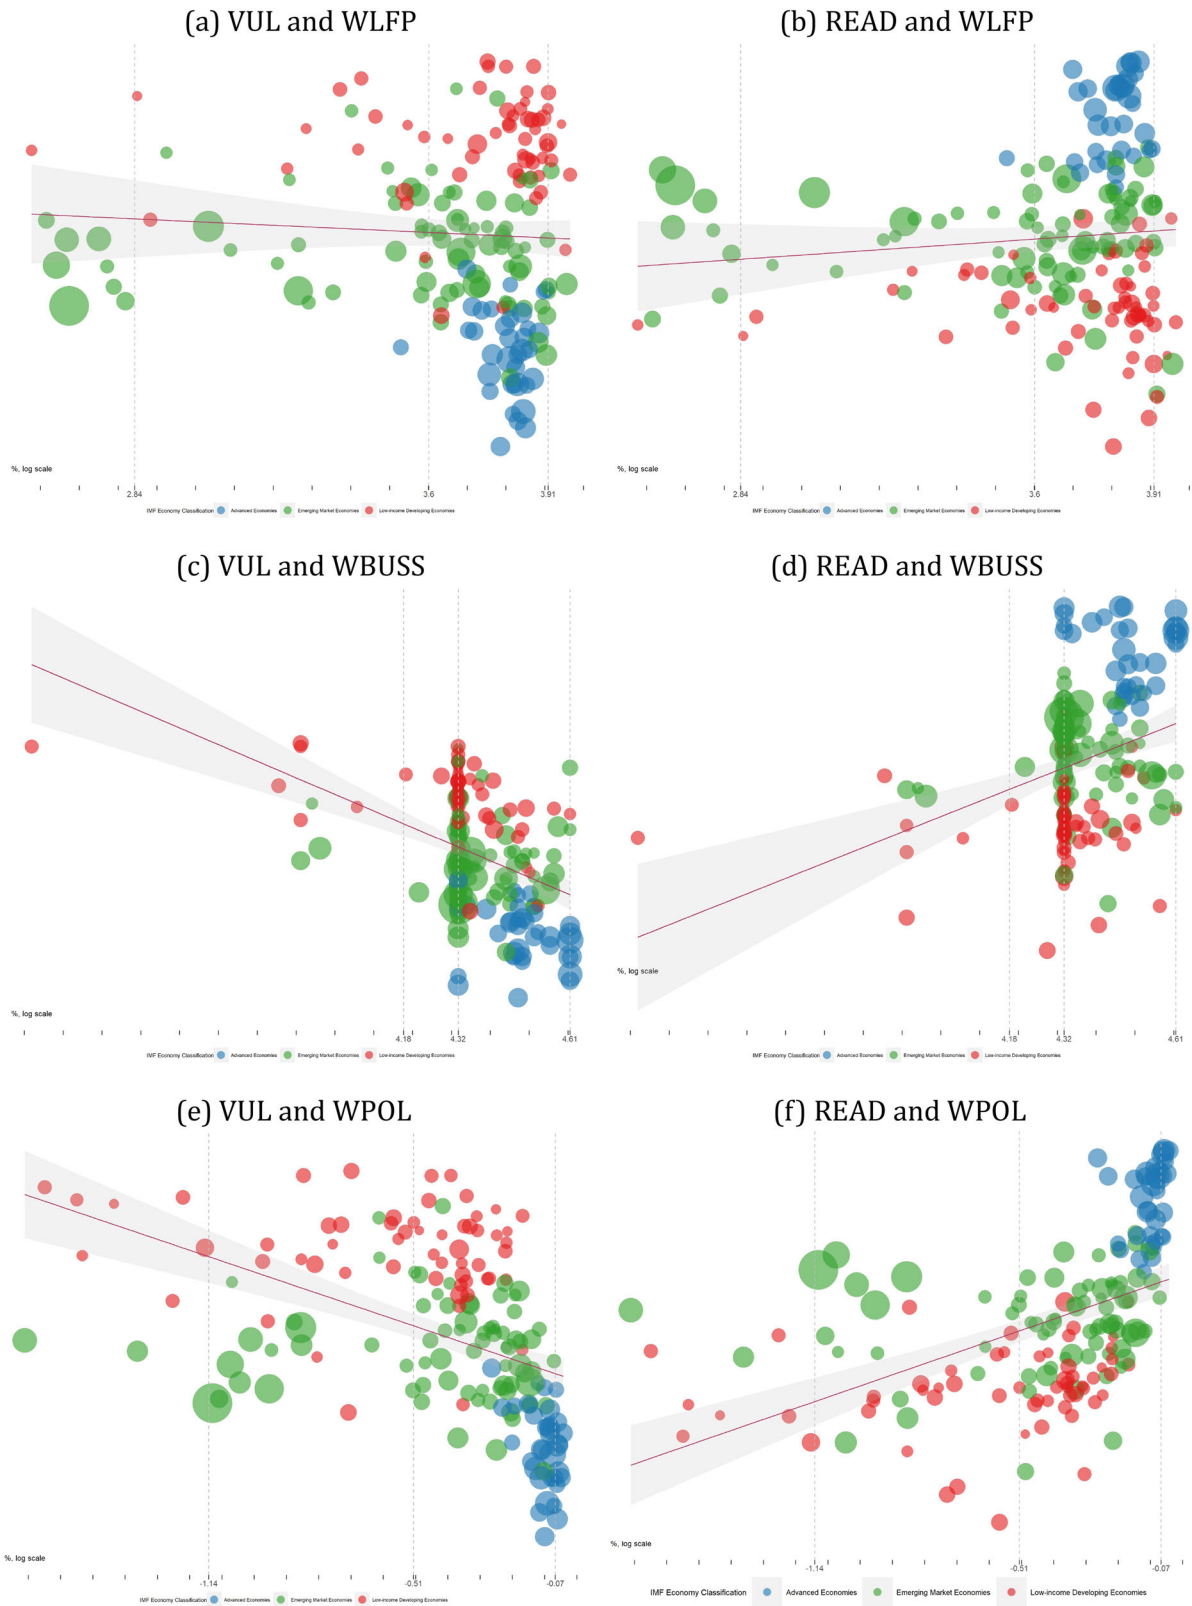 (a) VUL and WLFP
(b) READ and WLFP
%, log scale
2.84 3.6 3.91
IMF Economy Classification Advanced Economies Emerging Market Economies Low-income Developing Economies
%, log scale
2.84 3.6 3.91
IMF Economy Classification Advanced Economies Emerging Market Economies Low-income Developing Economies
(c) VUL and WBUSS
(d) READ and WBUSS
%, log scale
4.18 4.32 4.61
IMF Economy Classification Advanced Economies Emerging Market Economies Low-income Developing Economies
%, log scale
4.18 4.32 4.61
IMF Economy Classification Advanced Economies Emerging Market Economies Low-income Developing Economies
(e) VUL and WPOL
(f) READ and WPOL
%, log scale
-1.14 -0.51 -0.07
IMF Economy Classification Advanced Economies Emerging Market Economies Low-income Developing Economies
%, log scale
-1.14 -0.51 -0.07
IMF Economy Classification Advanced Economies Emerging Market Economies Low-income Developing Economies